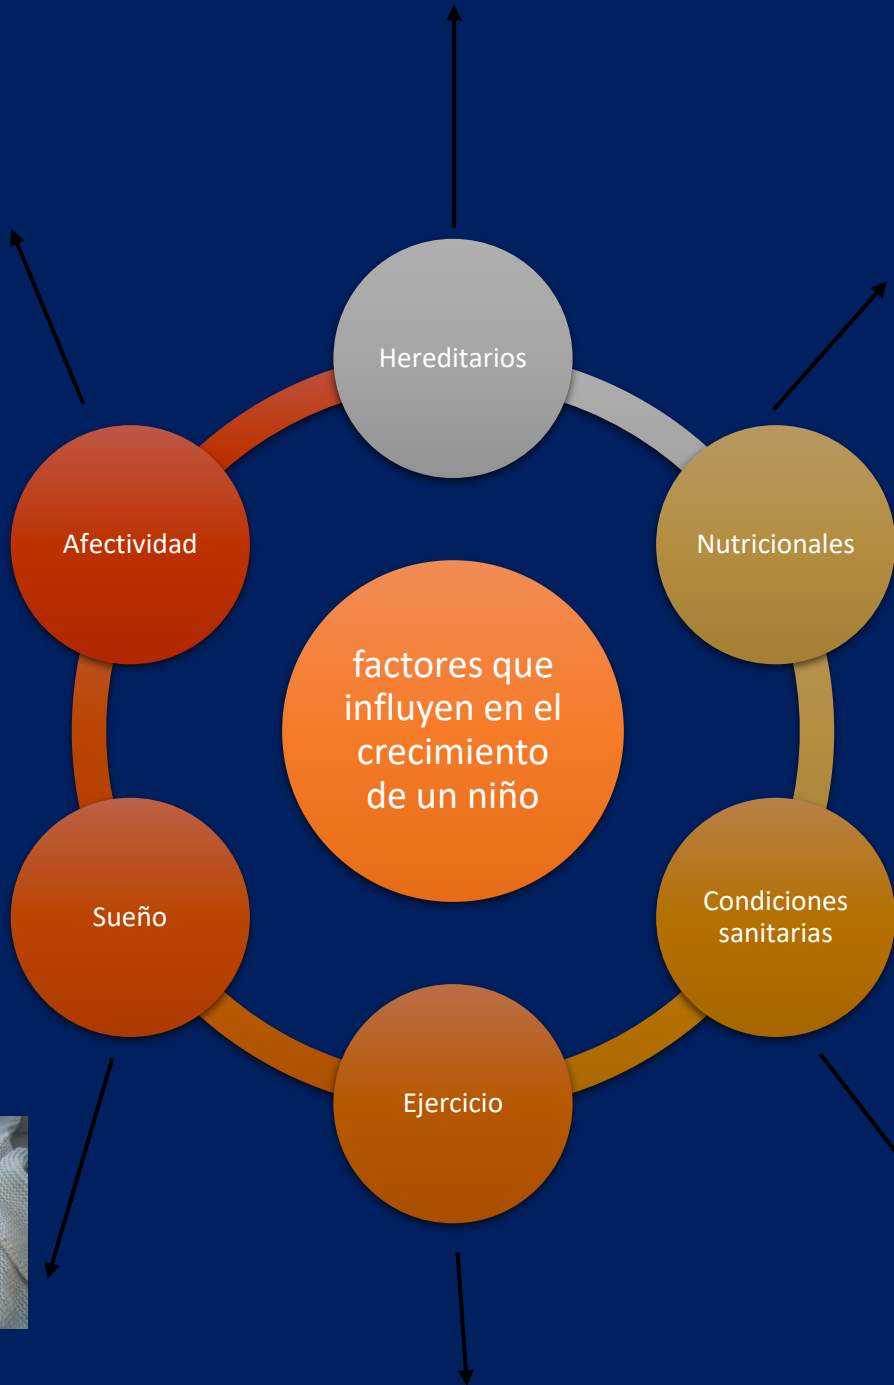 Hereditarios
Afectividad
Nutricionales
factores que
influyen en el
crecimiento
de un niño
Sueño
Condiciones
sanitarias
Ejercicio